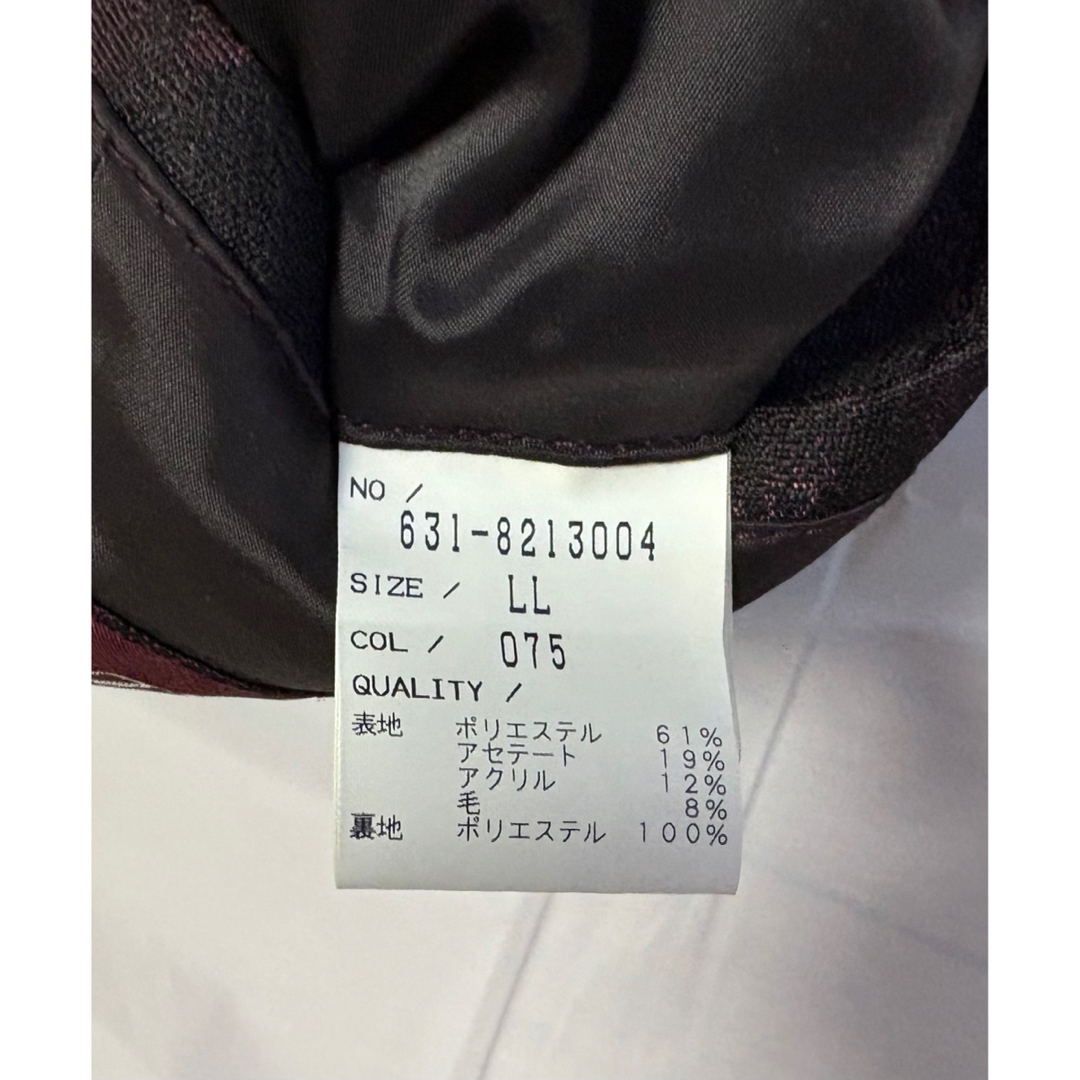 NO /
631-8213004
SIZE / LL
COL / 075
QUALITY /
表地 ポリエステル 61%
アセテート 19%
アクリル 12%
毛 8%
裏地 ポリエステル 100%